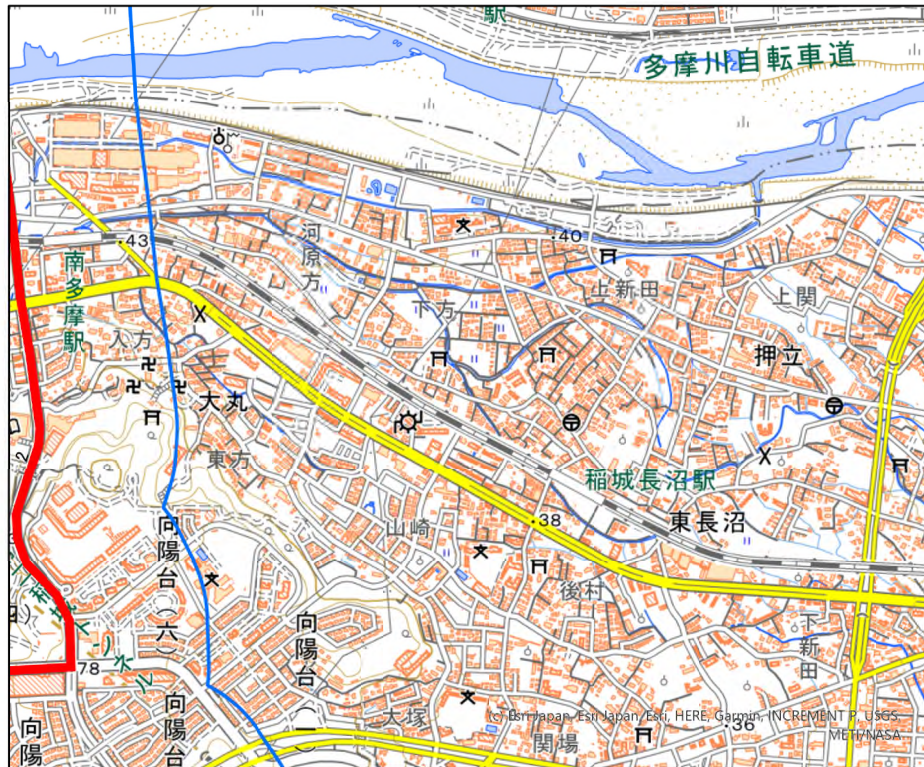 駅
多摩川自転車道
43
河原方
40
南多摩駅
上新田
上関
下方
入方
押立
大丸
東方
稲城長沼駅
山崎
38
東長沼
向陽台(六)
後村
向陽台(一)
下新田
78
向陽台
大塚
36
向陽
関場
(c) Esri Japan, Esri Japan, Esri, HERE, Garmin, INCREMENT P, USGS,
METI/NASA